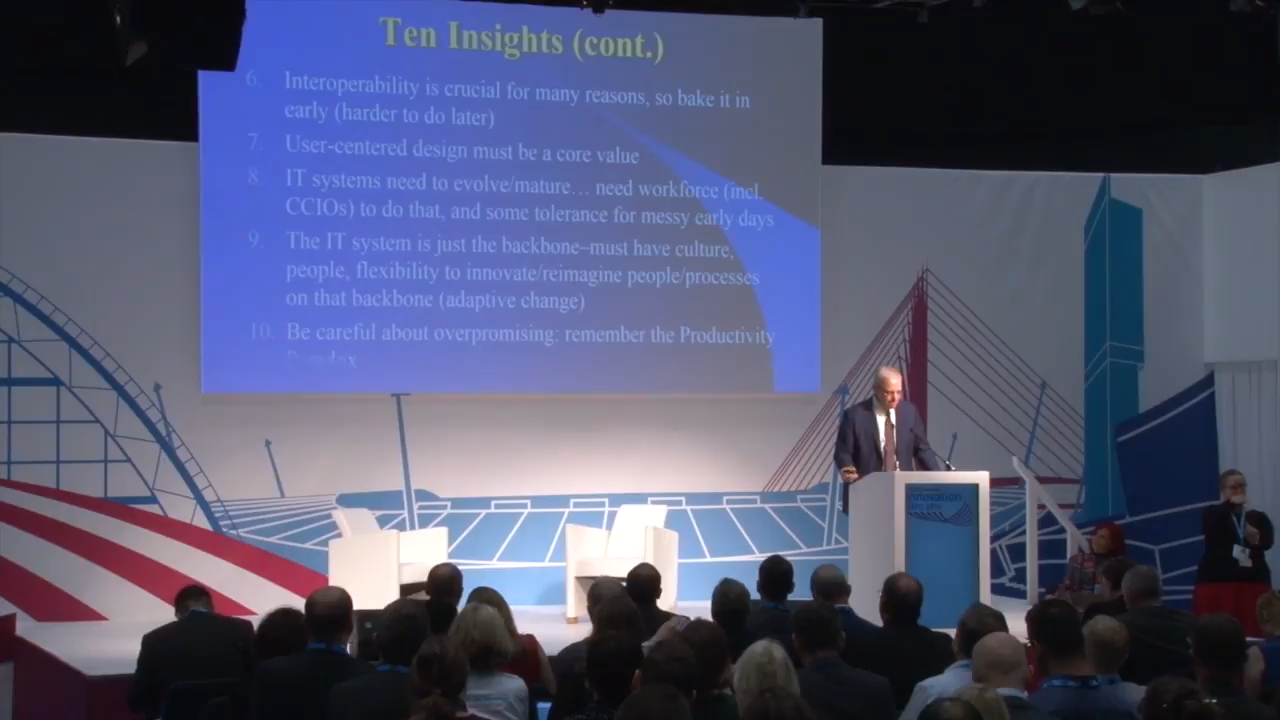 Ten Insights (cont.)
6. Interoperability is crucial for many reasons, so bake it in
early (harder to do later)
7. User-centered design must be a core value
8. IT systems need to evolve/mature… need workforce (incl.
CCIOs) to do that, and some tolerance for messy early days
9. The IT system is just the backbone–must have culture,
people, flexibility to innovate/reimagine people/processes
on that backbone (adaptive change)
10. Be careful about overpromising: remember the Productivity
Paradox
innovation